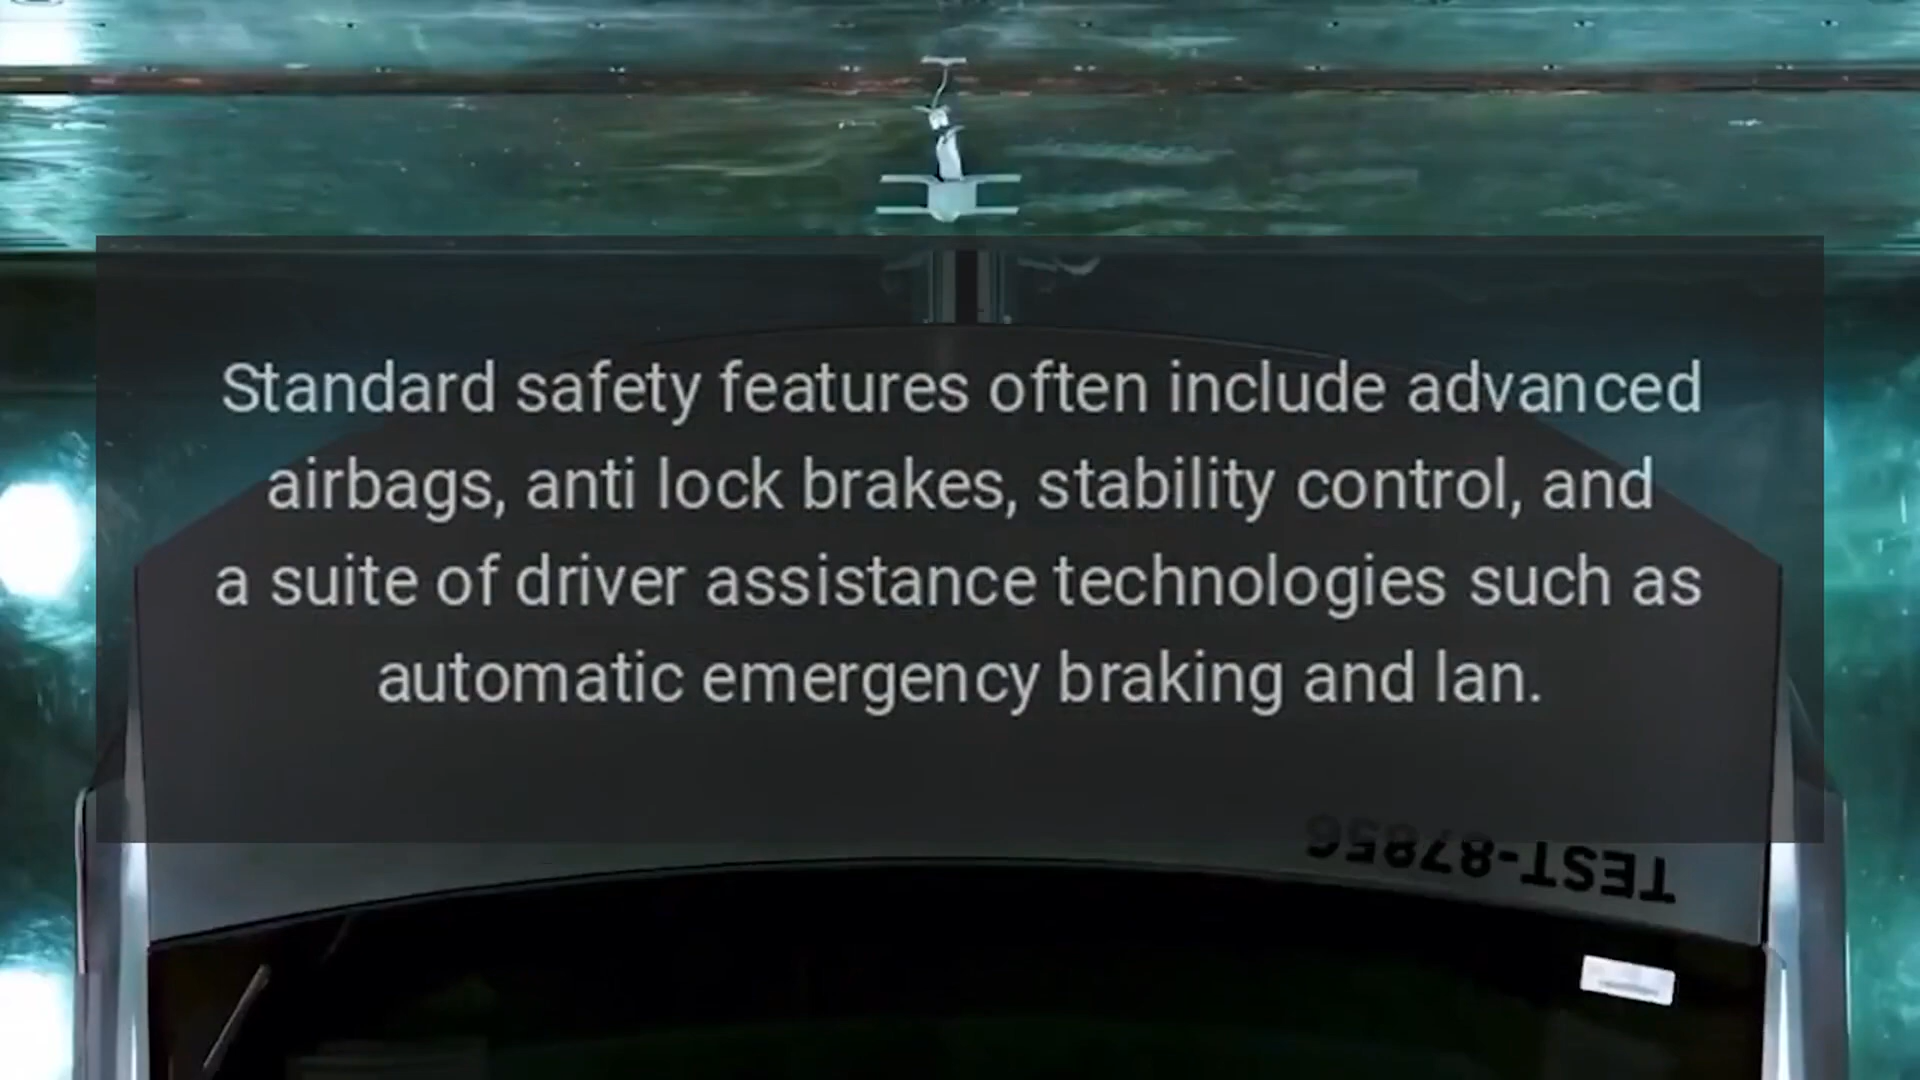 Standard safety features often include advanced
airbags, anti lock brakes, stability control, and
a suite of driver assistance technologies such as
automatic emergency braking and lan.
TEST-87856